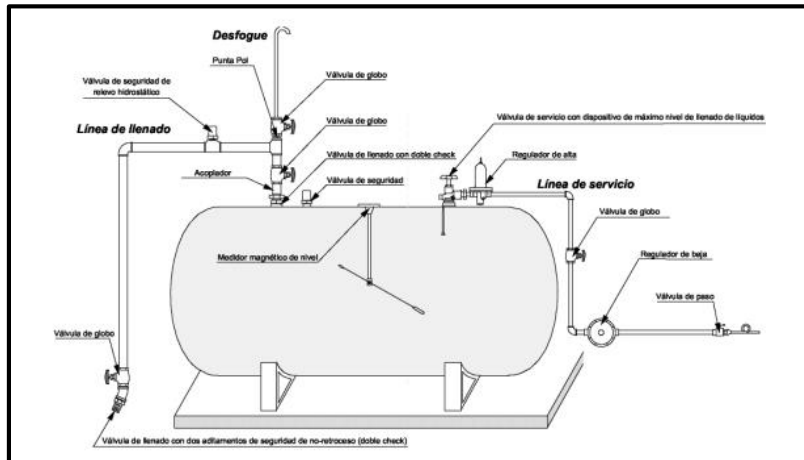 Desfogue
Punta Pol
Válvula de globo
Válvula de seguridad de
relevo hidrostático
Línea de llenado
Válvula de globo
Válvula de servicio con dispositivo de máximo nivel de llenado de líquidos
Válvula de llenado con doble check
Regulador de alta
Acoplador
Válvula de seguridad
Línea de servicio
Válvula de globo
Medidor magnético de nivel
Regulador de baja
Válvula de paso
Válvula de globo
Válvula de llenado con dos aditamentos de seguridad de no-retroceso (doble check)